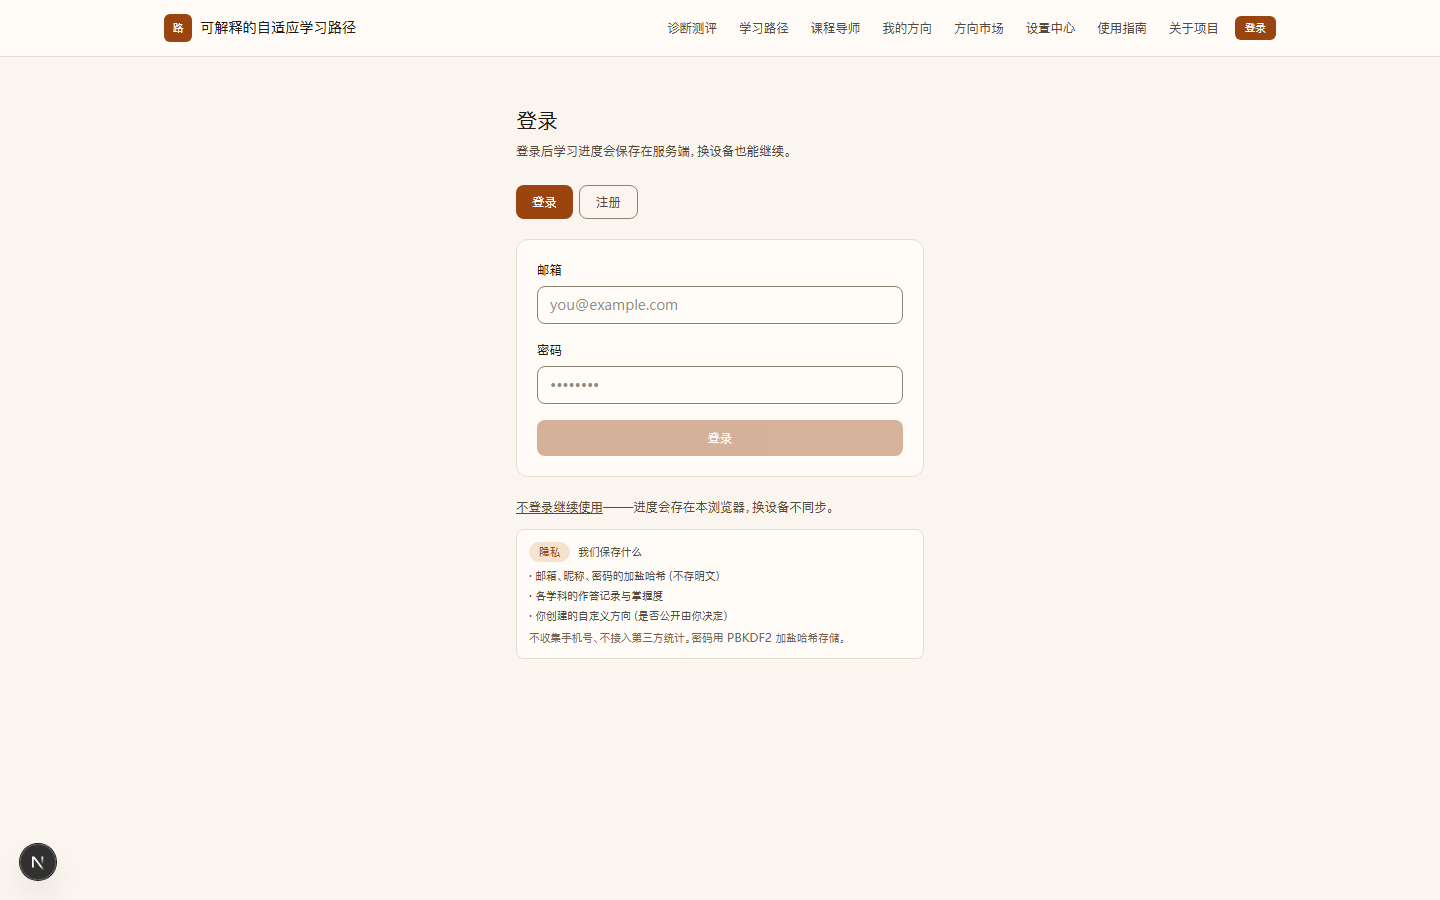 路 可解释的自适应学习路径 诊断测评 学习路径 课程导师 我的方向 方向市场 设置中心 使用指南 关于项目 登录
登录
登录后学习进度会保存在服务端，换设备也能继续。
登录 注册
邮箱
you@example.com
密码
••••••••
登录
不登录继续使用——进度会存在本浏览器，换设备不同步。
隐私 我们保存什么
· 邮箱、昵称、密码的加盐哈希（不存明文）
· 各学科的作答记录与掌握度
· 你创建的自定义方向（是否公开由你决定）
不收集手机号、不接入第三方统计。密码用 PBKDF2 加盐哈希存储。
N